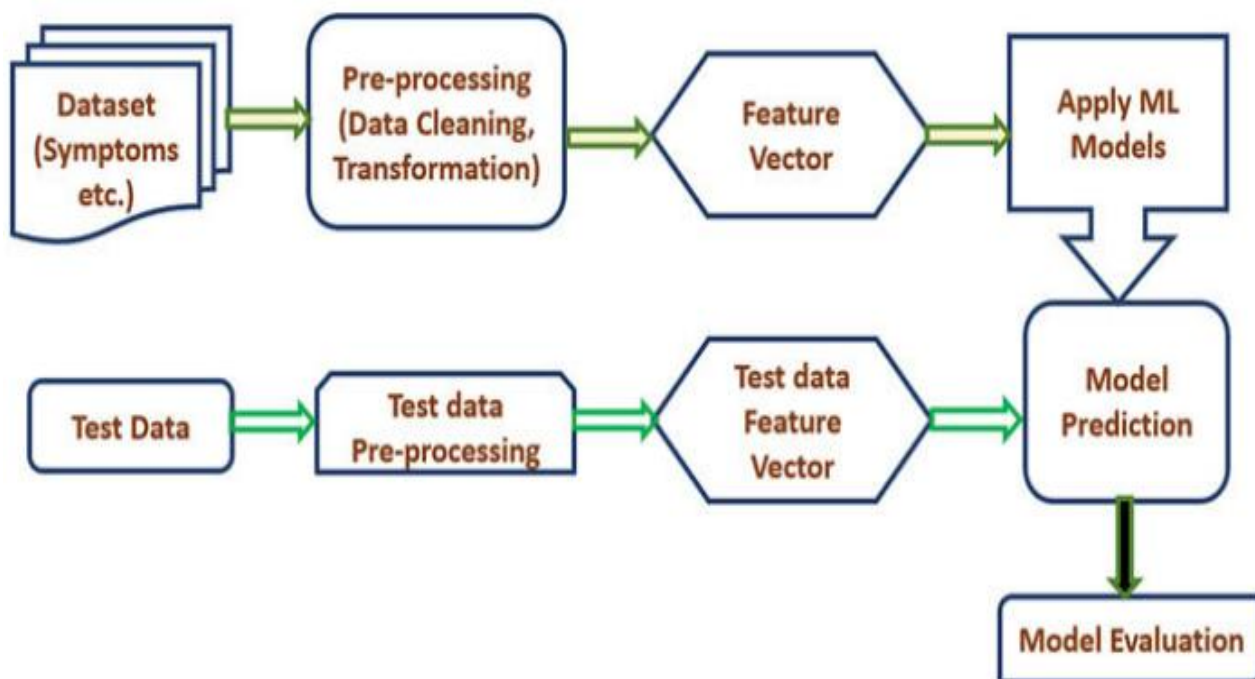 Dataset
(Symptoms
etc.)
Pre-processing
(Data Cleaning,
Transformation)
Feature
Vector
Apply ML
Models
Test Data
Test data
Pre-processing
Test data
Feature
Vector
Model
Prediction
Model Evaluation